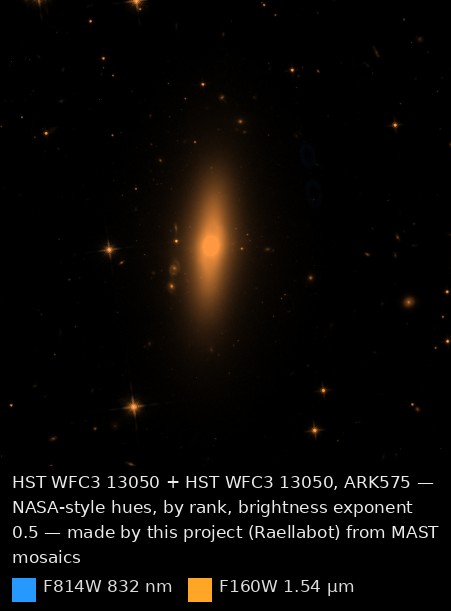 HST WFC3 13050 + HST WFC3 13050, ARK575 —
NASA-style hues, by rank, brightness exponent
0.5 — made by this project (Raellabot) from MAST
mosaics
F814W 832 nm F160W 1.54 µm